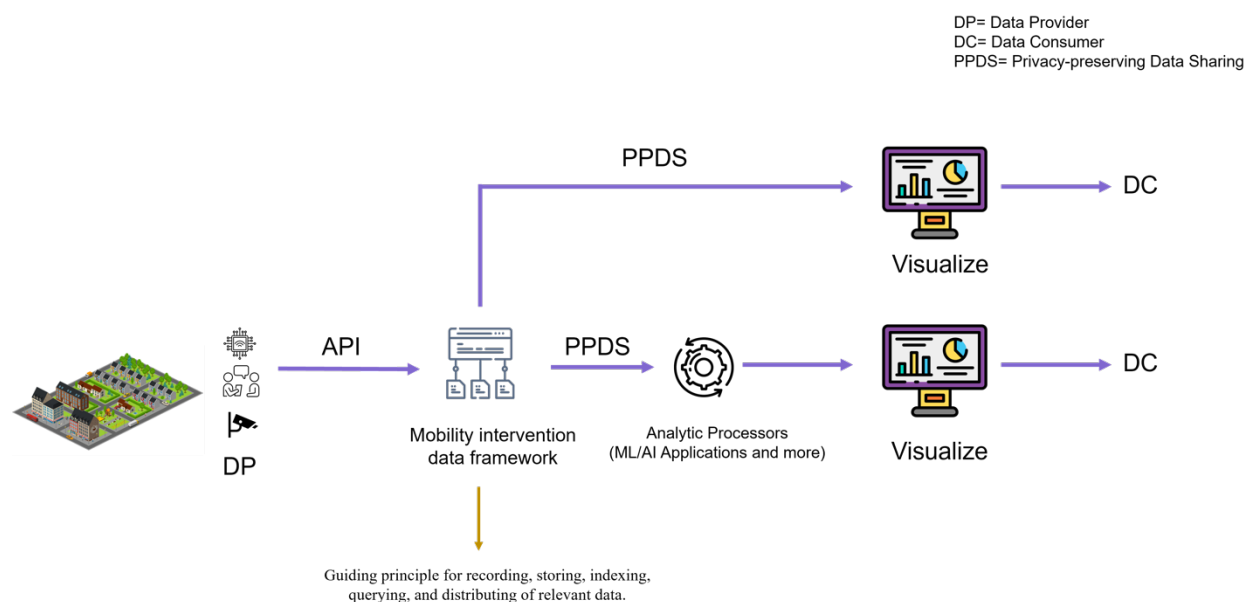 DP= Data Provider
DC= Data Consumer
PPDS= Privacy-preserving Data Sharing
PPDS
DC
Visualize
API
PPDS
DC
Mobility intervention
data framework
Analytic Processors
(ML/AI Applications and more)
Visualize
DP
Guiding principle for recording, storing, indexing,
querying, and distributing of relevant data.